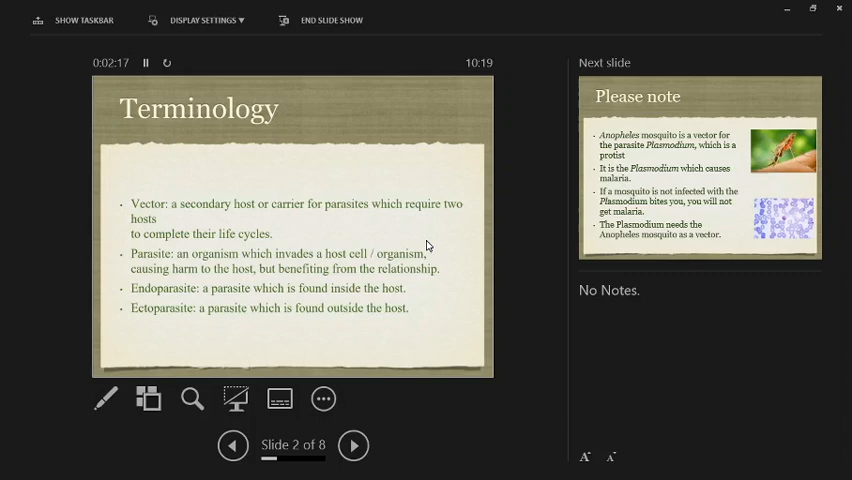 SHOW TASKBAR
DISPLAY SETTINGS ▼
END SLIDE SHOW
0:02:17
10:19
Terminology
• Vector: a secondary host or carrier for parasites which require two
hosts
to complete their life cycles.
• Parasite: an organism which invades a host cell / organism,
causing harm to the host, but benefiting from the relationship.
• Endoparasite: a parasite which is found inside the host.
• Ectoparasite: a parasite which is found outside the host.
Slide 2 of 8
Next slide
Please note
• Anopheles mosquito is a vector for
the parasite Plasmodium, which is a
protist
• It is the Plasmodium which causes
malaria.
• If a mosquito is not infected with the
Plasmodium bites you, you will not
get malaria.
• The Plasmodium needs the
Anopheles mosquito as a vector.
No Notes.
A A